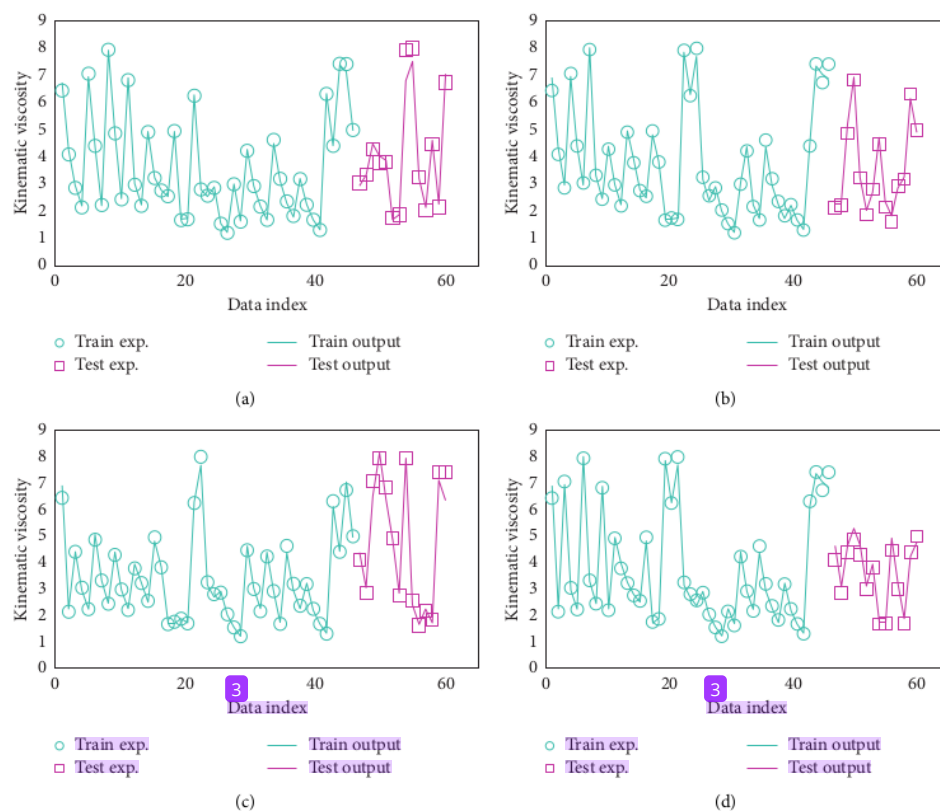 9
8
7
6
5
4
3
2
1
0
Kinematic viscosity
0 20 40 60
Data index
Train exp. Train output
Test exp. Test output
(a)
9
8
7
6
5
4
3
2
1
0
Kinematic viscosity
0 20 40 60
Data index
Train exp. Train output
Test exp. Test output
(b)
9
8
7
6
5
4
3
2
1
0
Kinematic viscosity
0 20 40 60
3
Data index
Train exp. Train output
Test exp. Test output
(c)
9
8
7
6
5
4
3
2
1
0
Kinematic viscosity
0 20 40 60
3
Data index
Train exp. Train output
Test exp. Test output
(d)